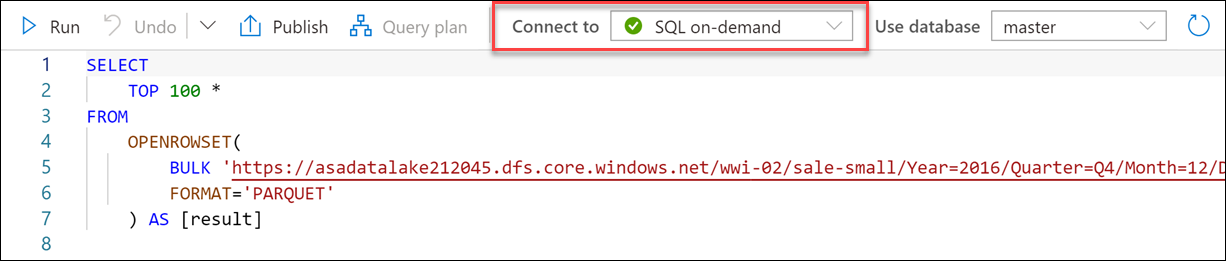 Run Undo Publish Query plan Connect to SQL on-demand Use database master
1 SELECT
2 TOP 100 *
3 FROM
4 OPENROWSET(
5 BULK 'https://asadatalake212045.dfs.core.windows.net/wwi-02/sale-small/Year=2016/Quarter=Q4/Month=12/D
6 FORMAT='PARQUET'
7 ) AS [result]
8